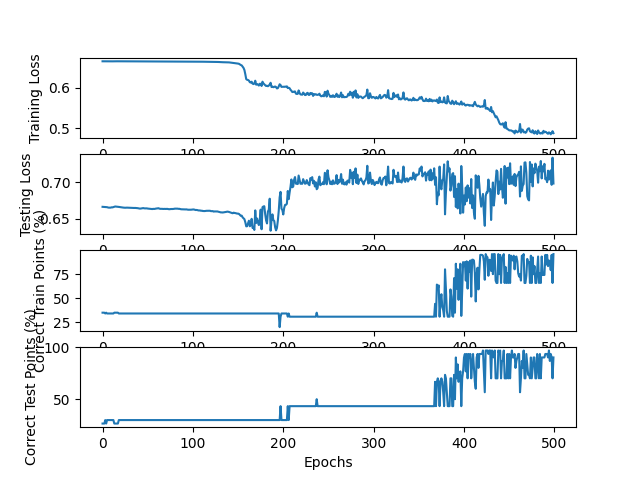 Training Loss
0.6
0.5
0 100 200 300 400 500
Testing Loss
0.70
0.65
0 100 200 300 400 500
Correct Train Points (%)
75
50
25
0 100 200 300 400 500
Correct Test Points (%)
100
50
0 100 200 300 400 500
Epochs